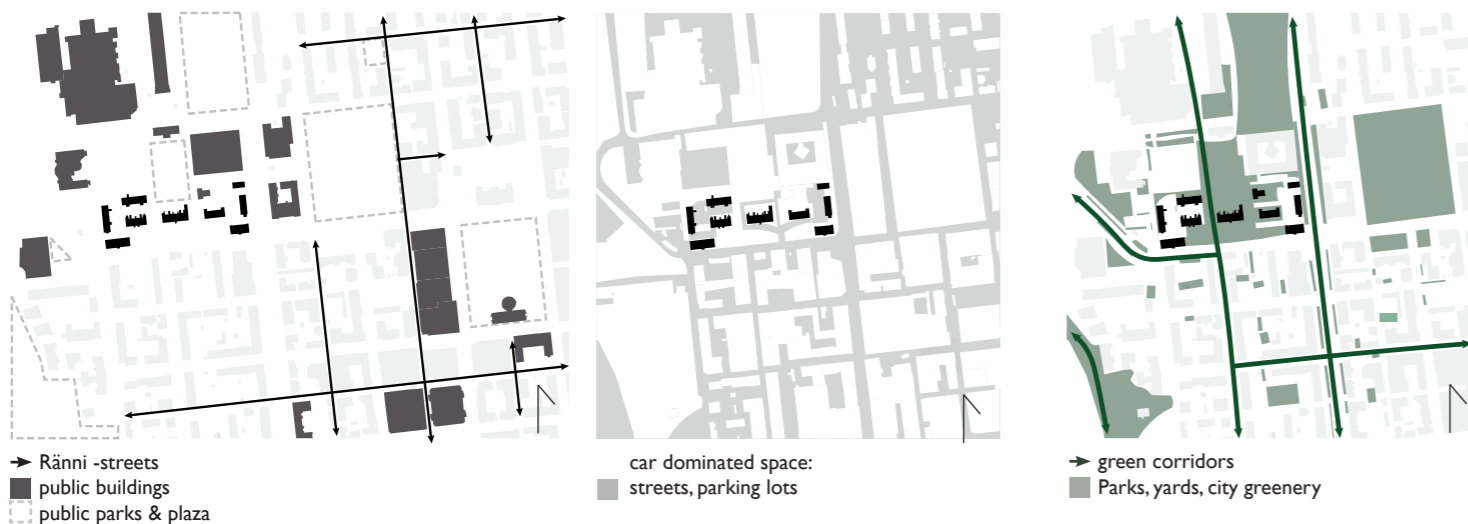 Ränni -streets
public buildings
public parks & plaza
car dominated space:
streets, parking lots
green corridors
Parks, yards, city greenery